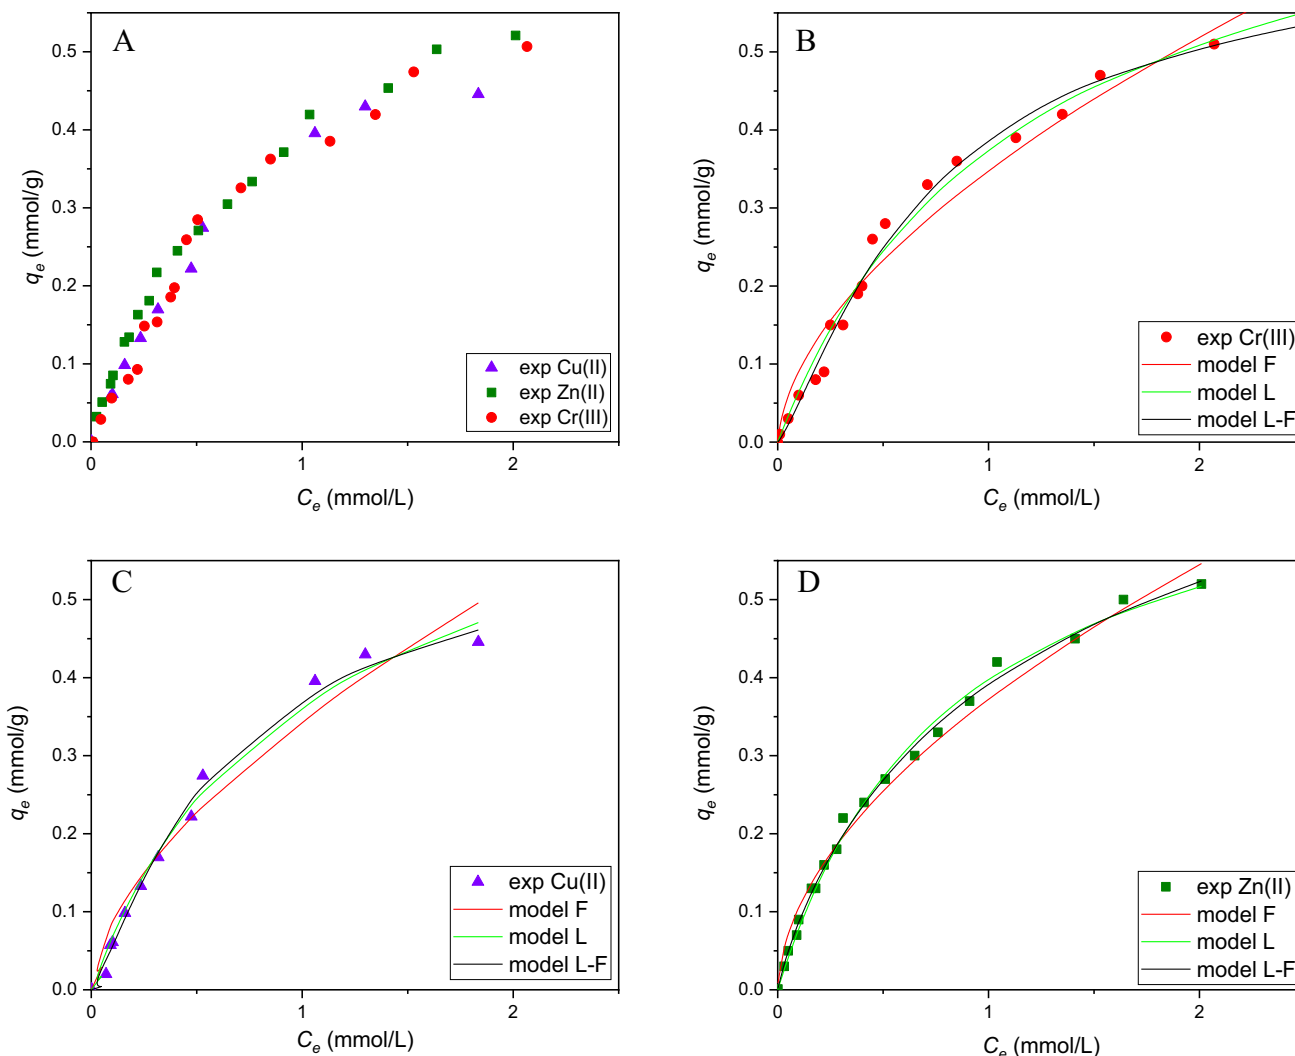 A
0.5
0.4
0.3
0.2
0.1
0.0
qe (mmol/g)
exp Cu(II)
exp Zn(II)
exp Cr(III)
0
1
2
Ce (mmol/L)
B
0.5
0.4
0.3
0.2
0.1
0.0
qe (mmol/g)
exp Cr(III)
model F
model L
model L-F
0
1
2
Ce (mmol/L)
C
0.5
0.4
0.3
0.2
0.1
0.0
qe (mmol/g)
exp Cu(II)
model F
model L
model L-F
0
1
2
Ce (mmol/L)
D
0.5
0.4
0.3
0.2
0.1
0.0
qe (mmol/g)
exp Zn(II)
model F
model L
model L-F
0
1
2
Ce (mmol/L)